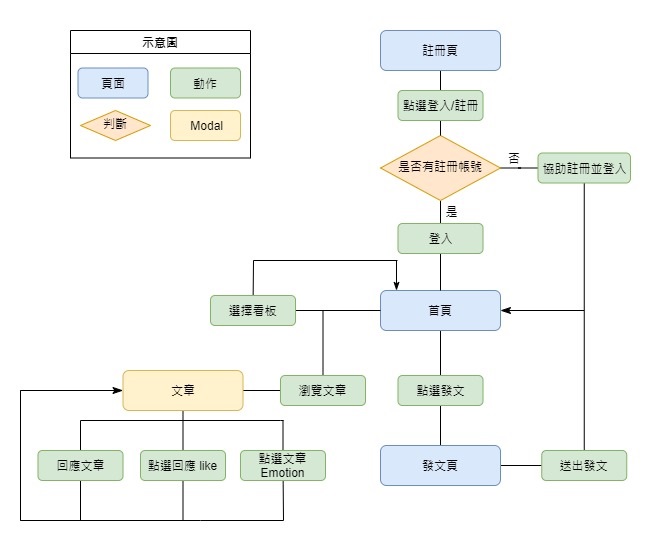 示意圖
頁面
動作
判斷
Modal
註冊頁
點選登入/註冊
是否有註冊帳號
否
協助註冊並登入
是
登入
選擇看板
首頁
文章
瀏覽文章
點選發文
回應文章
點選回應 like
點選文章
Emotion
發文頁
送出發文